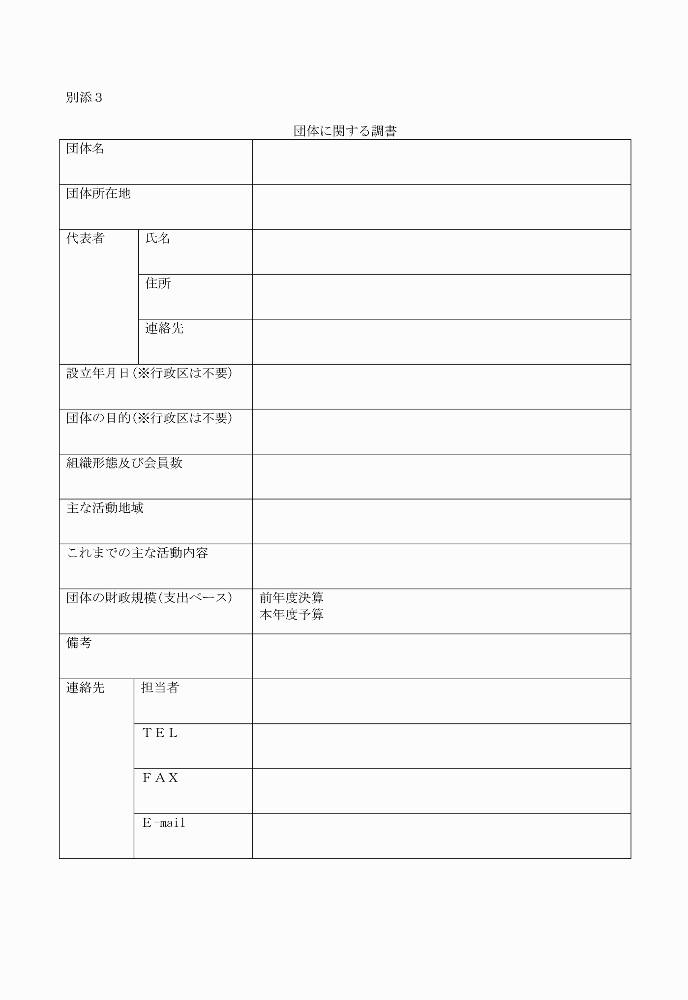 別添３
団体に関する調書
団体名
団体所在地
代表者
氏名
住所
連絡先
設立年月日(※行政区は不要)
団体の目的(※行政区は不要)
組織形態及び会員数
主な活動地域
これまでの主な活動内容
団体の財政規模(支出ベース)
前年度決算
本年度予算
備考
連絡先
担当者
ＴＥＬ
ＦＡＸ
Ｅ-mail